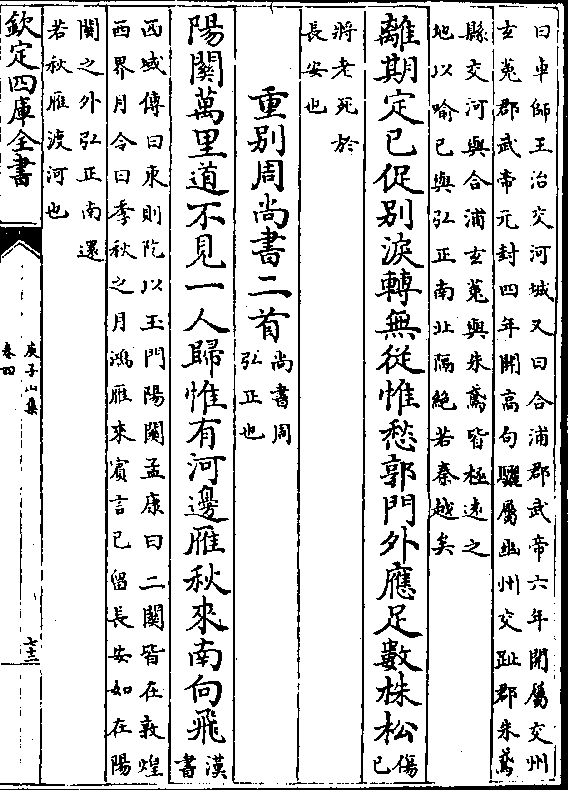 曰車師王治交河城又曰合浦郡武帝六年開屬交州
玄菟郡武帝元封四年開高句驪屬幽州交趾郡朱鳶
縣交河與合浦玄菟與朱鳶皆極遠之
地以喻已與弘正南北隔絶若秦越矣
離期定已促別淚轉無從惟愁郭門外應足數株松
傷已
將老死於
長安也
重別周尚書二首
尚書周
弘正也
陽關萬里道不見一人歸惟有河邊雁秋來南向飛
漢書
西域傳曰東則阸以玉門陽關孟康曰二關皆在敦煌
西界月令曰季秋之月鴻雁來賓言已留長安如在陽
關之外弘正南還
若秋雁渡河也
欽定四庫全書
庾子山集
卷四
七十三